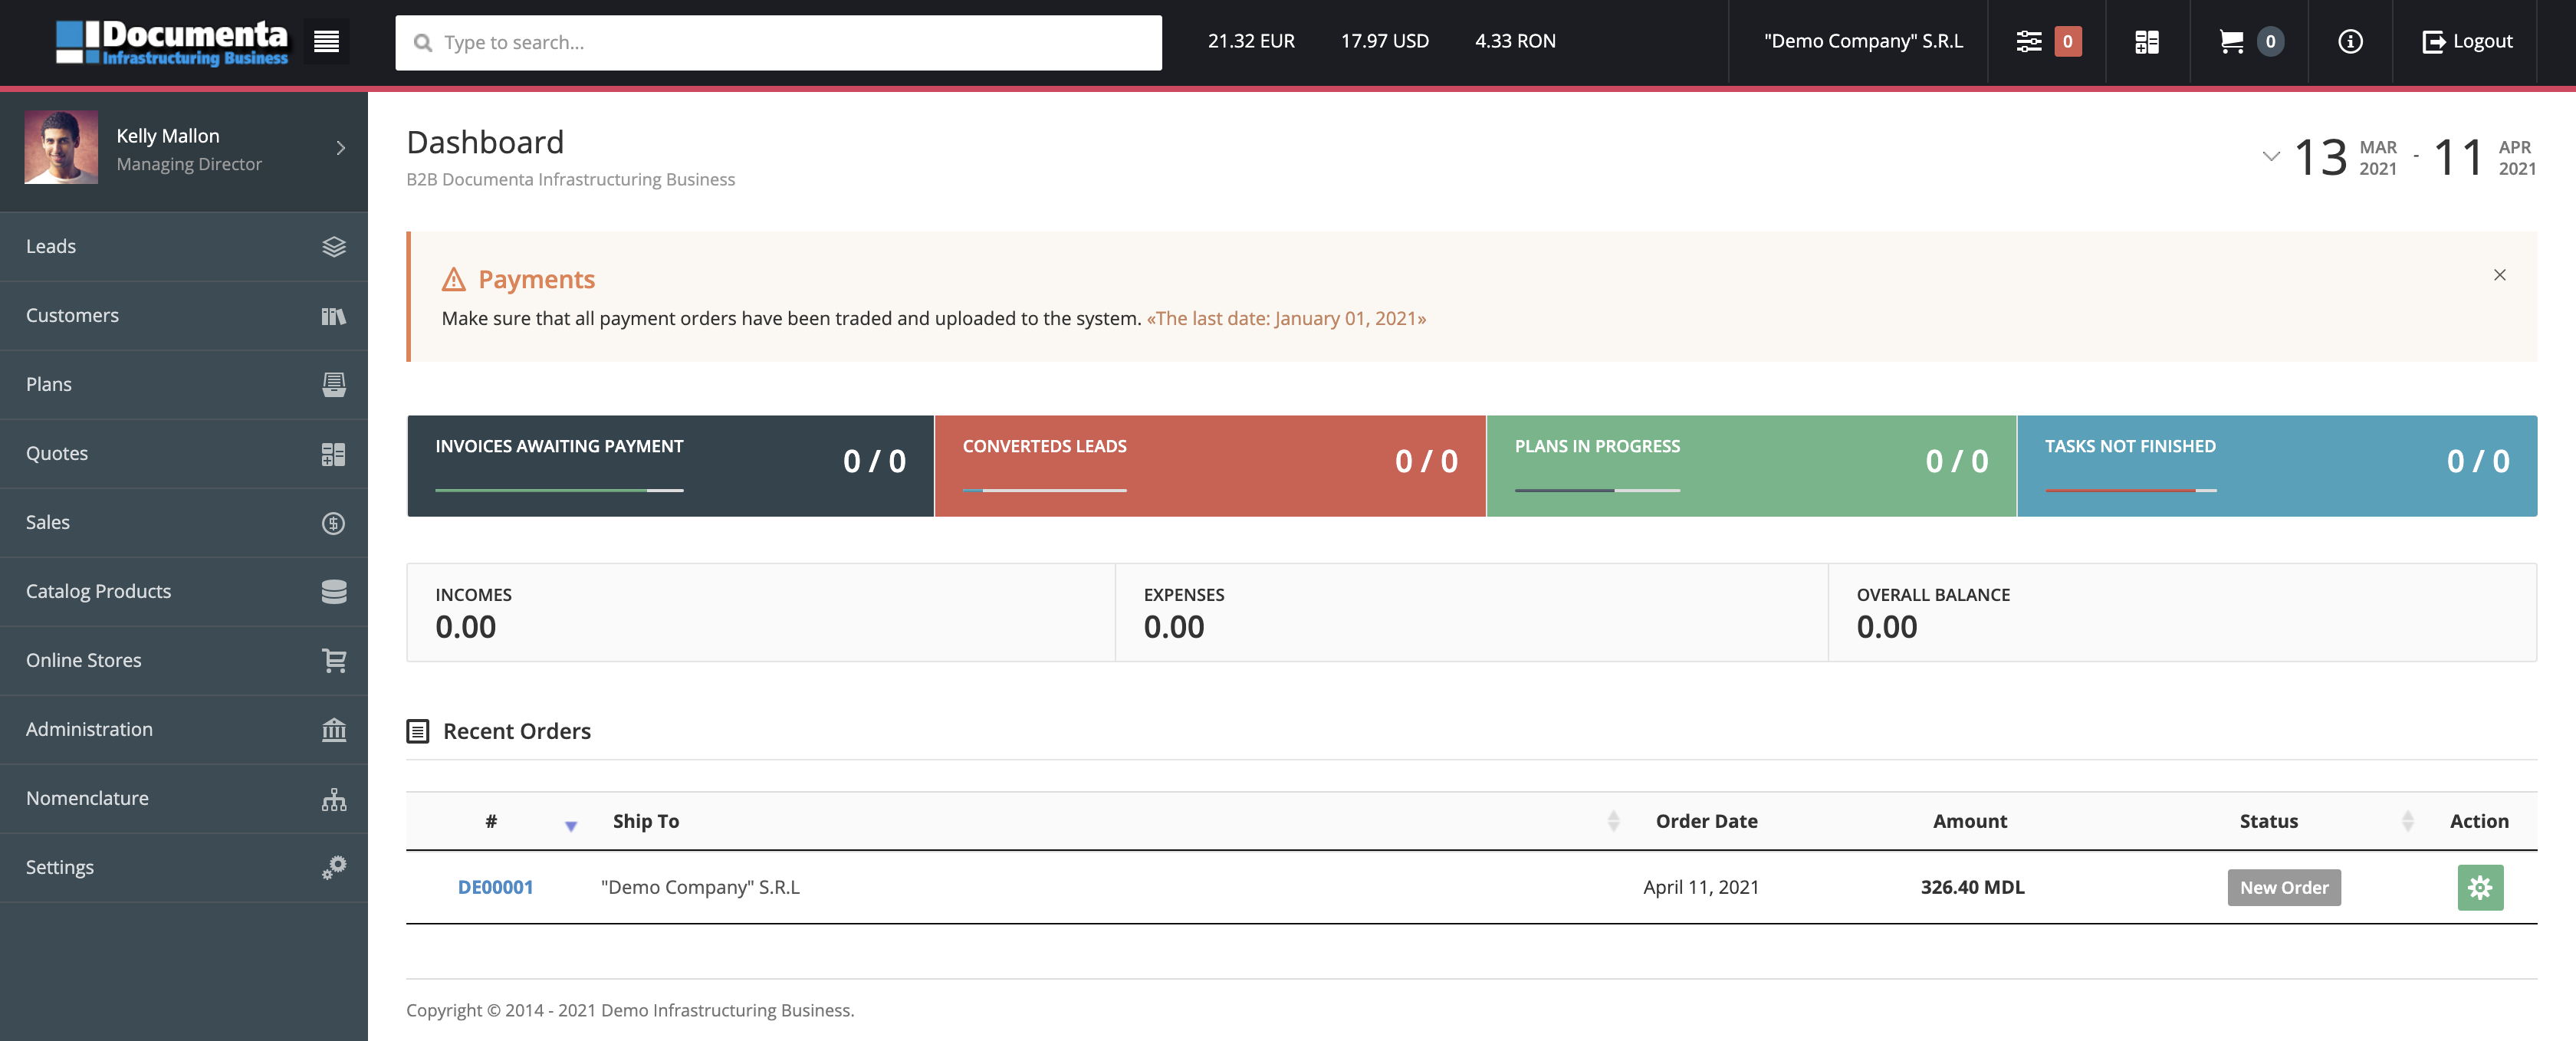 Documenta
Infrastructuring Business
Type to search...
21.32 EUR
17.97 USD
4.33 RON
"Demo Company" S.R.L
0
0
Logout
Kelly Mallon
Managing Director
Leads
Customers
Plans
Quotes
Sales
Catalog Products
Online Stores
Administration
Nomenclature
Settings
Dashboard
B2B Documenta Infrastructuring Business
13 MAR 2021 - 11 APR 2021
Payments
Make sure that all payment orders have been traded and uploaded to the system. «The last date: January 01, 2021»
INVOICES AWAITING PAYMENT
0 / 0
CONVERTEDS LEADS
0 / 0
PLANS IN PROGRESS
0 / 0
TASKS NOT FINISHED
0 / 0
INCOMES
0.00
EXPENSES
0.00
OVERALL BALANCE
0.00
Recent Orders
# Ship To Order Date Amount Status Action
DE00001 "Demo Company" S.R.L April 11, 2021 326.40 MDL New Order
Copyright © 2014 - 2021 Demo Infrastructuring Business.